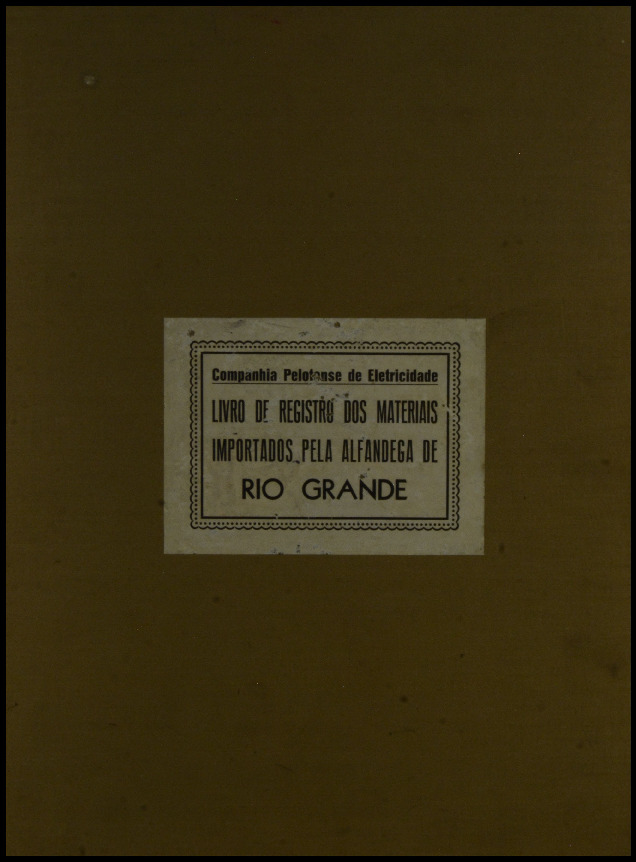 Companhia Pelotense de Eletricidade
LIVRO DE REGISTRO DOS MATERIAIS
IMPORTADOS PELA ALFANDEGA DE
RIO GRANDE